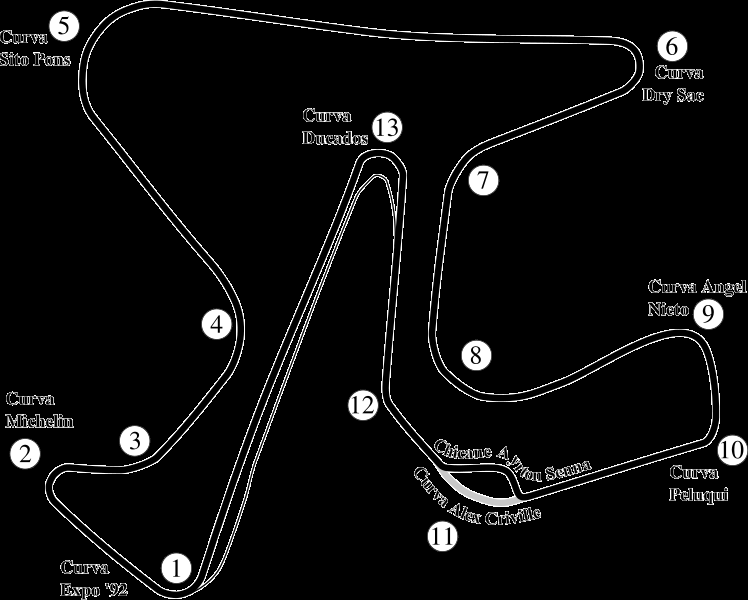 5
Curva
Sito Pons
6
Curva
Dry Sac
Curva
Ducados
13
7
Curva Angel
Nieto
9
4
8
Curva
Michelin
2
3
12
10
Chicane Ayrton Senna
Curva Alex Criville
Curva
Peluqui
11
1
Curva
Expo '92